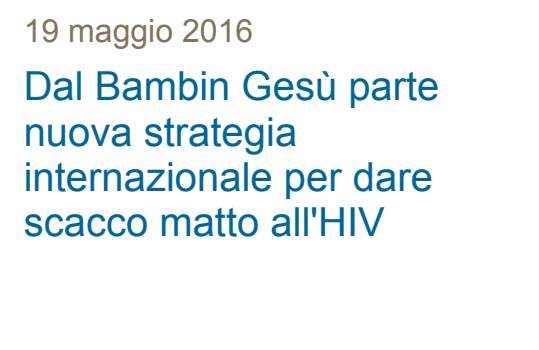 19 maggio 2016
Dal Bambin Gesù parte
nuova strategia
internazionale per dare
scacco matto all'HIV